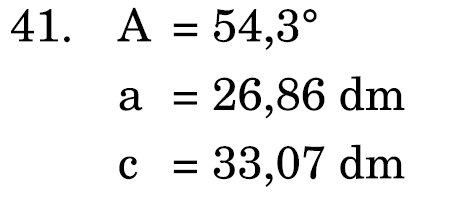 41. A = 54,3°
a = 26,86 dm
c = 33,07 dm